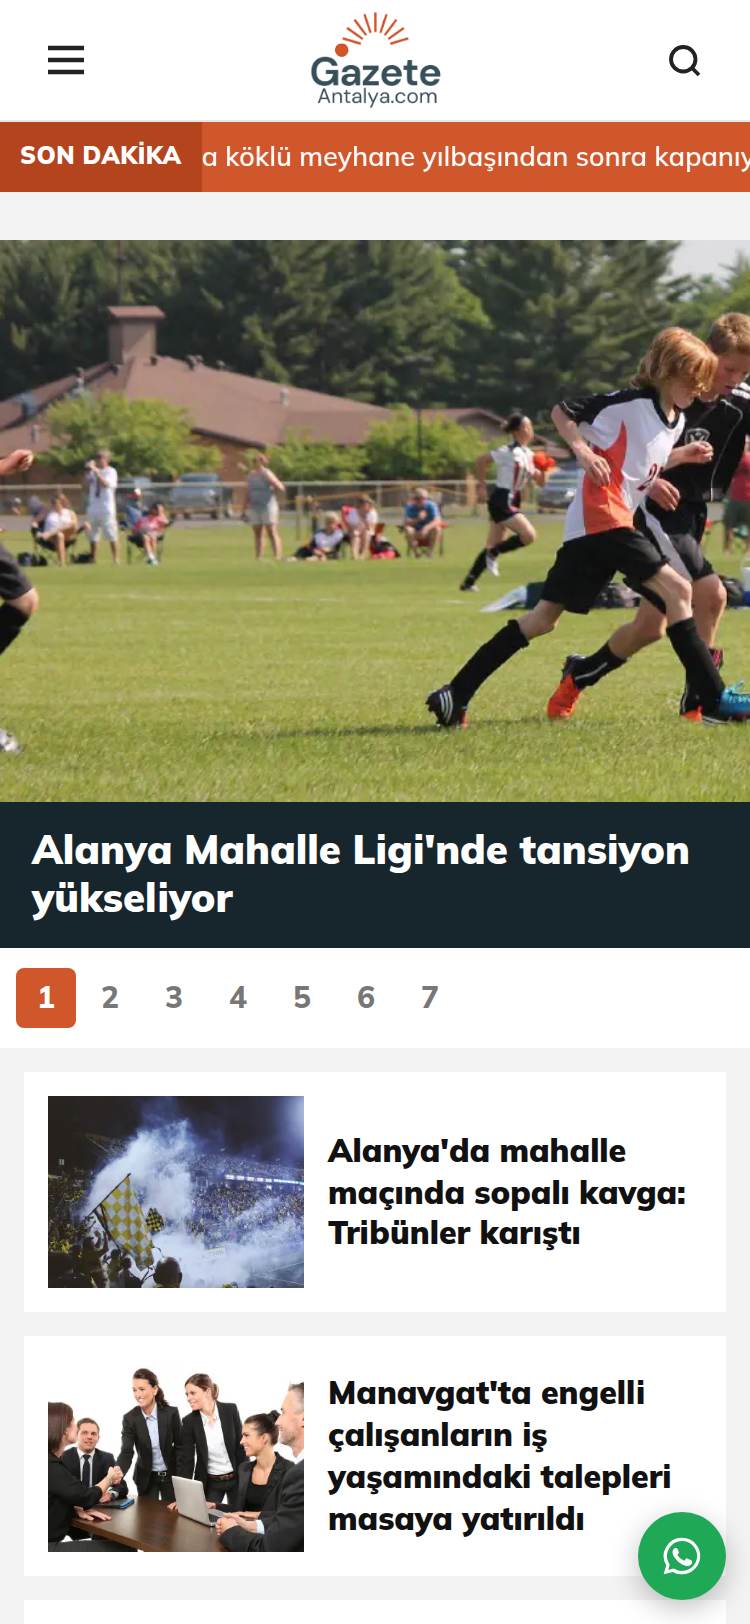 Gazete
Antalya.com
SON DAKİKA
a köklü meyhane yılbaşından sonra kapanıy
Alanya Mahalle Ligi'nde tansiyon
yükseliyor
1 2 3 4 5 6 7
Alanya'da mahalle
maçında sopalı kavga:
Tribünler karıştı
Manavgat'ta engelli
çalışanların iş
yaşamındaki talepleri
masaya yatırıldı